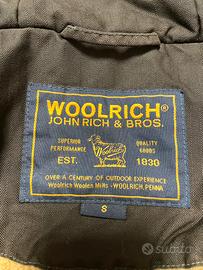 WOOLRICH®
JOHN RICH & BROS.
SUPERIOR PERFORMANCE
QUALITY GOODS
Woolrich
EST. 1830
OVER A CENTURY OF OUTDOOR EXPERIENCE
Woolrich Woolen Mills - WOOLRICH, PENNA
S
subito